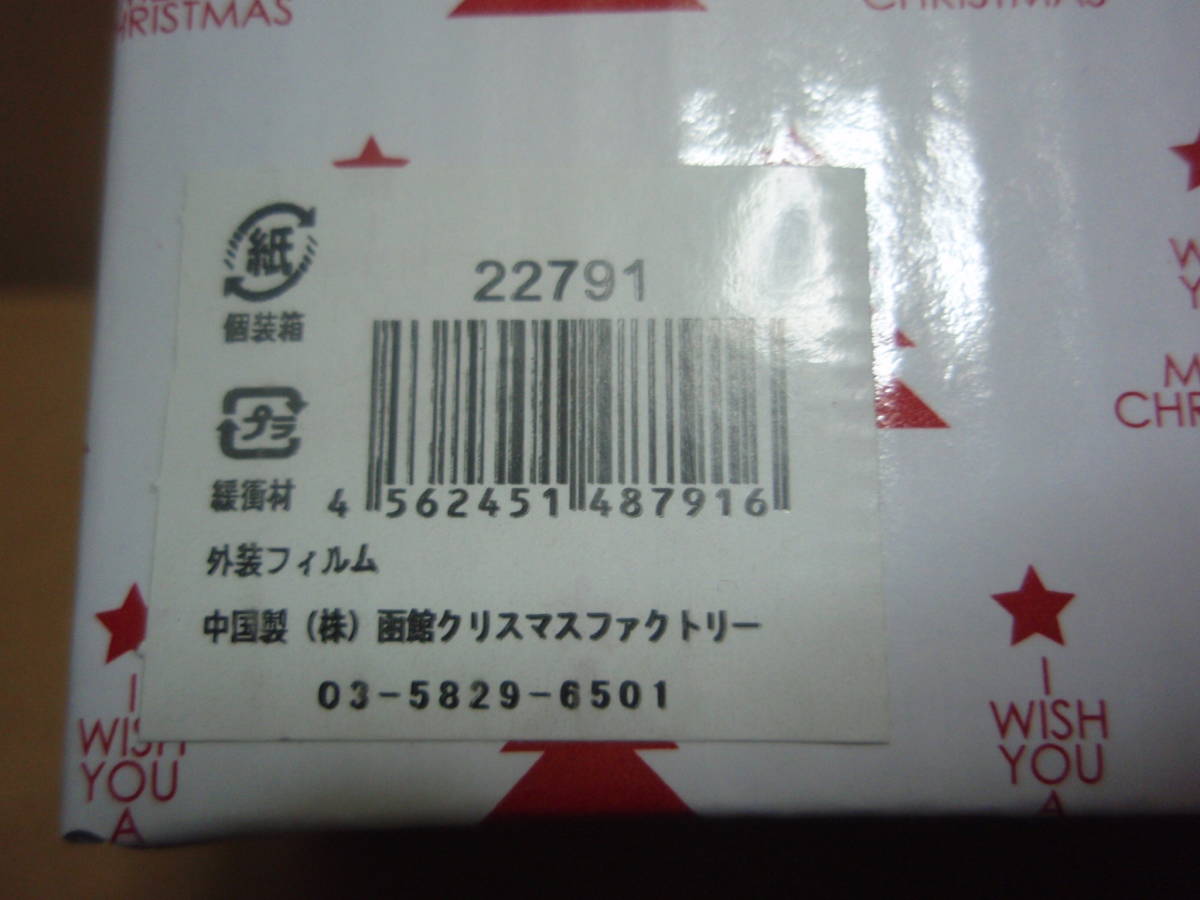 CHRISTMAS
CHRISTMAS
紙
個装箱
22791
プラ
緩衝材
4 562451 487916
外装フィルム
中国製（株）函館クリスマスファクトリー
03-5829-6501
I
WISH
YOU
A
I
WISH
YOU
A